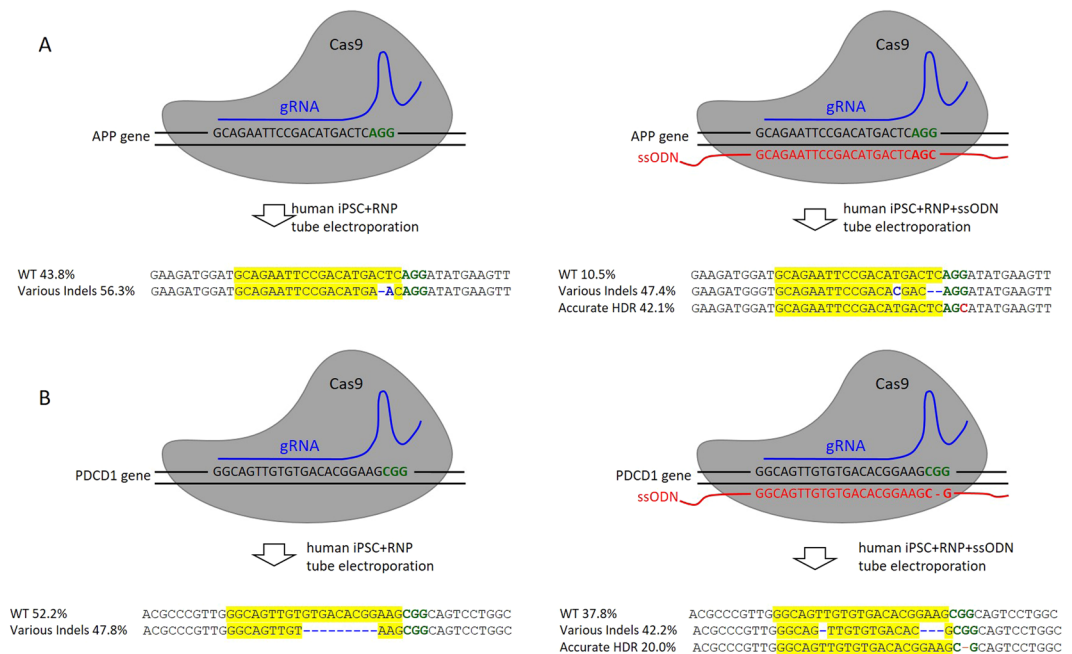 A
Cas9
gRNA
APP gene
GCAGAATTCCGACATGACTCAGG
human iPSC+RNP
tube electroporation
WT 43.8%
GAAGATGGATGCAGAATTCCGACATGACTCAGGATATGAAGTT
Various Indels 56.3%
GAAGATGGATGCAGAATTCCGACATGA-ACAGGATATGAAGTT
Cas9
gRNA
APP gene
GCAGAATTCCGACATGACTCAGG
ssODN
GCAGAATTCCGACATGACTCAGC
human iPSC+RNP+ssODN
tube electroporation
WT 10.5%
GAAGATGGATGCAGAATTCCGACATGACTCAGGATATGAAGTT
Various Indels 47.4%
GAAGATGGGTGCAGAATTCCGACACGAC--AGGATATGAAGTT
Accurate HDR 42.1%
GAAGATGGATGCAGAATTCCGACATGACTCAGCATATGAAGTT
B
Cas9
gRNA
PDCD1 gene
GGCAGTTGTGTGACACGGAAGCGG
human iPSC+RNP
tube electroporation
WT 52.2%
ACGCCCGTTGGGCAGTTGTGTGACACGGAAGCGGCAGTCCTGGC
Various Indels 47.8%
ACGCCCGTTGGGCAGTTGT---------AAGCGGCAGTCCTGGC
Cas9
gRNA
PDCD1 gene
GGCAGTTGTGTGACACGGAAGCGG
ssODN
GGCAGTTGTGTGACACGGAAGC-G
human iPSC+RNP+ssODN
tube electroporation
WT 37.8%
ACGCCCGTTGGGCAGTTGTGTGACACGGAAGCGGCAGTCCTGGC
Various Indels 42.2%
ACGCCCGTTGGGCAG-TTGTGTGACAC---GCGGCAGTCCTGGC
Accurate HDR 20.0%
ACGCCCGTTGGGCAGTTGTGTGACACGGAAGC-GCAGTCCTGGC